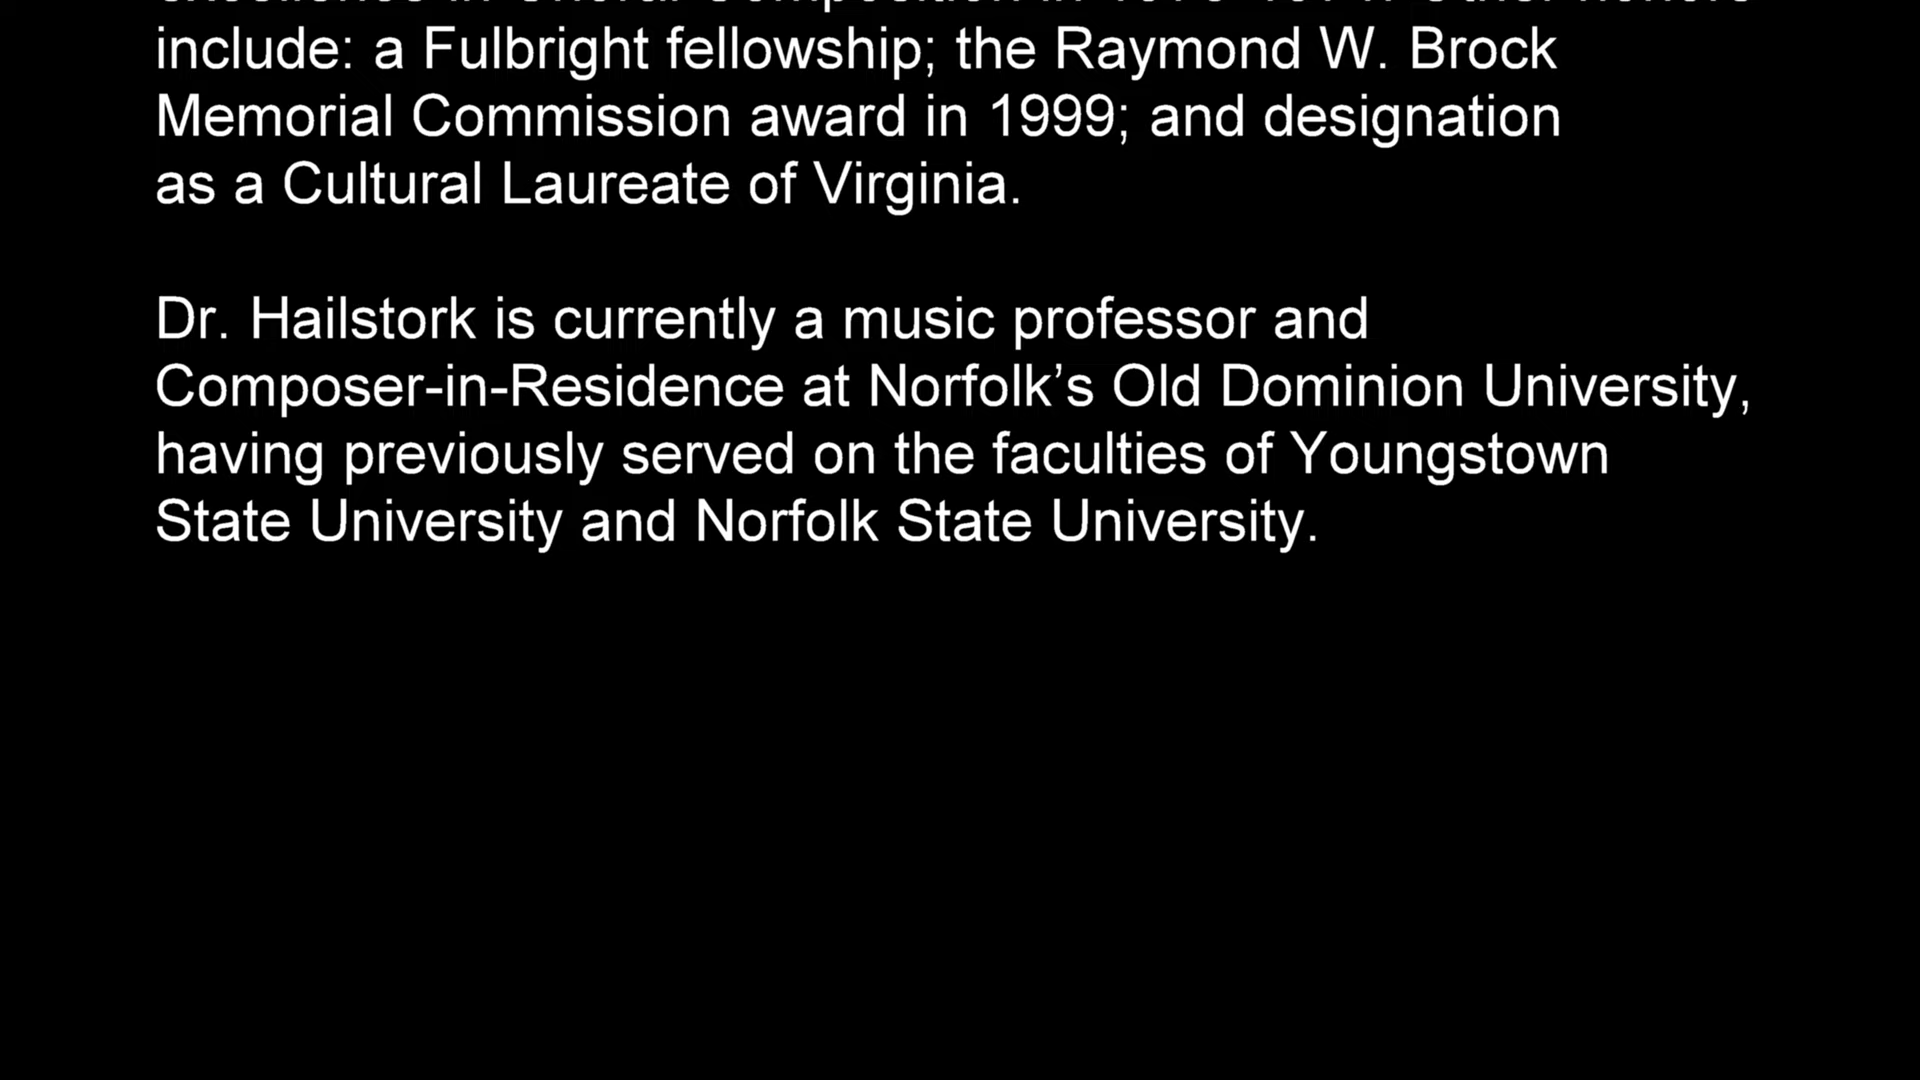 include: a Fulbright fellowship; the Raymond W. Brock
Memorial Commission award in 1999; and designation
as a Cultural Laureate of Virginia.
Dr. Hailstork is currently a music professor and
Composer-in-Residence at Norfolk’s Old Dominion University,
having previously served on the faculties of Youngstown
State University and Norfolk State University.